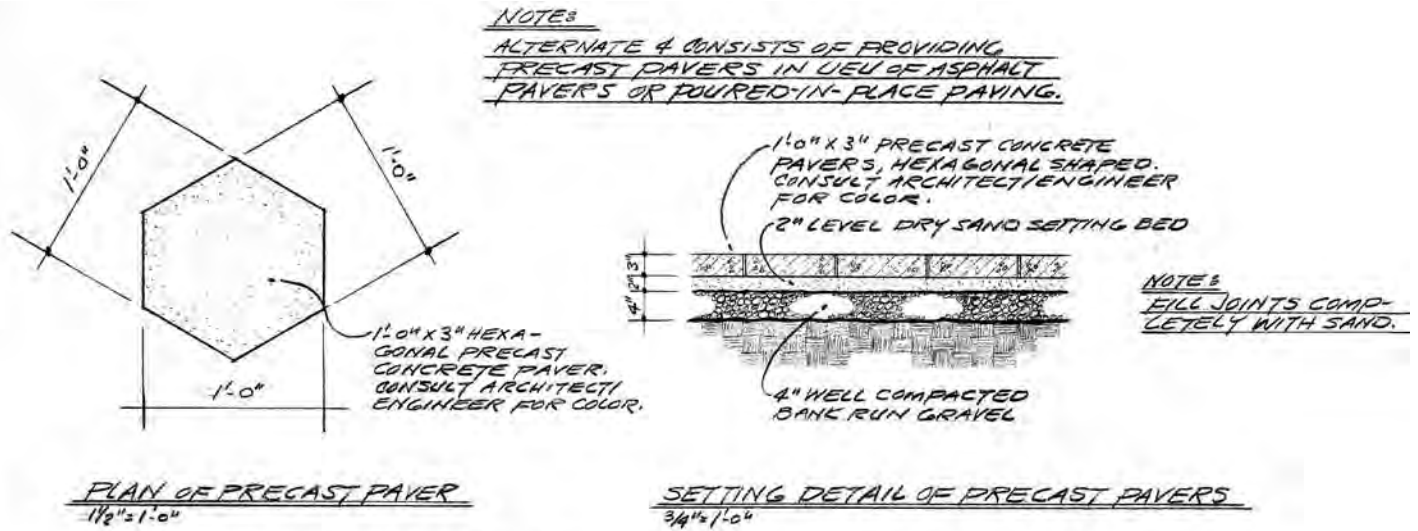 NOTE:
ALTERNATE 4 CONSISTS OF PROVIDING
PRECAST PAVERS IN LIEU OF ASPHALT
PAVERS OR POURED-IN-PLACE PAVING.
1'-0"
1'-0"
1'-0"
1'-0" X 3" HEXA-
GONAL PRECAST
CONCRETE PAVER.
CONSULT ARCHITECT/
ENGINEER FOR COLOR.
PLAN OF PRECAST PAVER
1 1/2"=1'-0"
1'-0" X 3" PRECAST CONCRETE
PAVERS, HEXAGONAL SHAPED.
CONSULT ARCHITECT/ENGINEER
FOR COLOR.
2" LEVEL DRY SAND SETTING BED
3"
2"
4"
4" WELL COMPACTED
BANK RUN GRAVEL
NOTE:
FILL JOINTS COMP-
LETELY WITH SAND.
SETTING DETAIL OF PRECAST PAVERS
3/4"=1'-0"